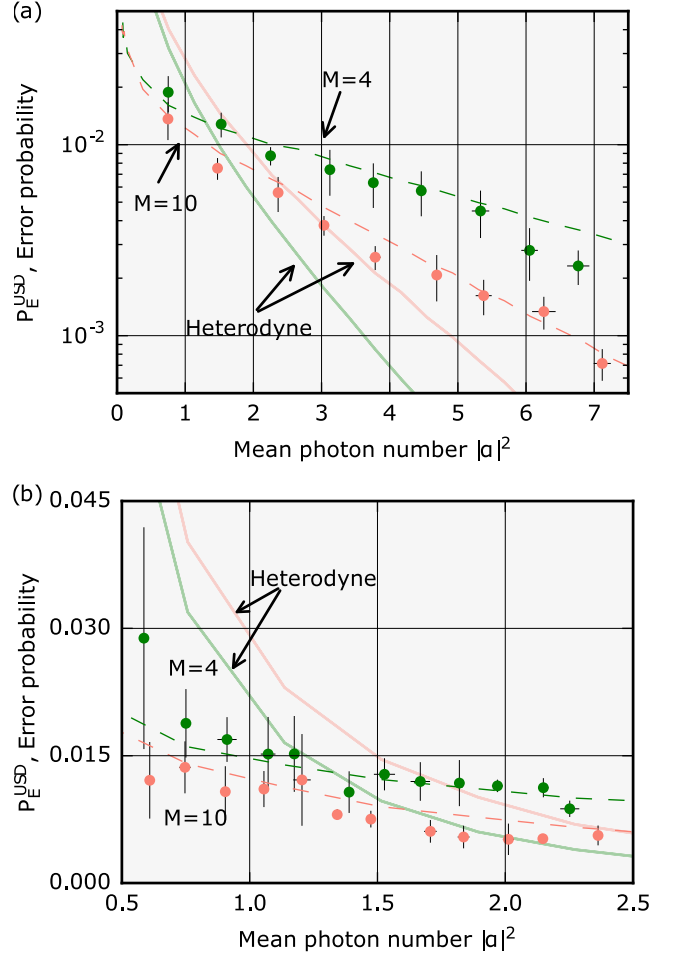 (a)
M=4
10⁻²
M=10
10⁻³
Heterodyne
P_E^USD, Error probability
0 1 2 3 4 5 6 7
Mean photon number |α|²
(b)
0.045
Heterodyne
0.030
M=4
0.015
M=10
0.000
P_E^USD, Error probability
0.5 1.0 1.5 2.0 2.5
Mean photon number |α|²